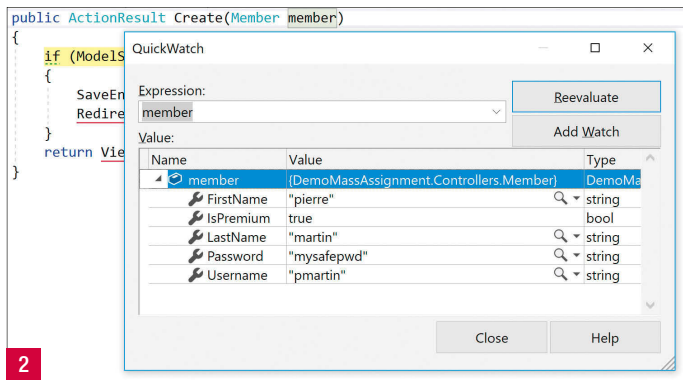 public ActionResult Create(Member member)
{
if (ModelS
{
SaveEn
Redire
}
return Vie
}
QuickWatch
Expression:
member
Reevaluate
Add Watch
Value:
Name Value Type
member {DemoMassAssignment.Controllers.Member} DemoMa
FirstName "pierre" string
IsPremium true bool
LastName "martin" string
Password "mysafepwd" string
Username "pmartin" string
Close Help
2